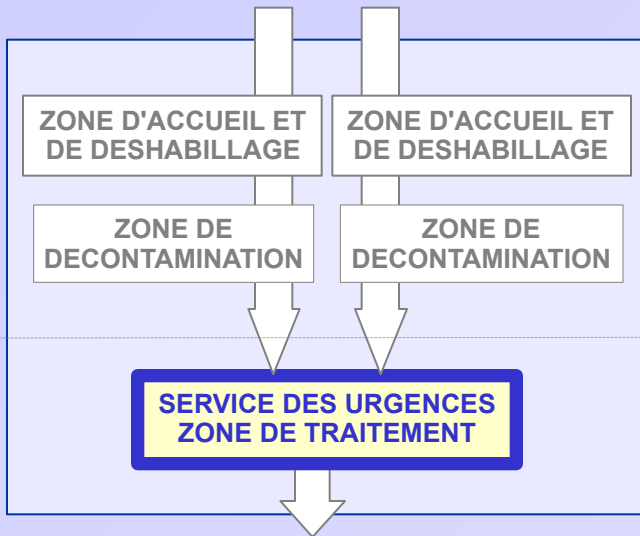 ZONE D'ACCUEIL ET
DE DESHABILLAGE
ZONE D'ACCUEIL ET
DE DESHABILLAGE
ZONE DE
DECONTAMINATION
ZONE DE
DECONTAMINATION
SERVICE DES URGENCES
ZONE DE TRAITEMENT